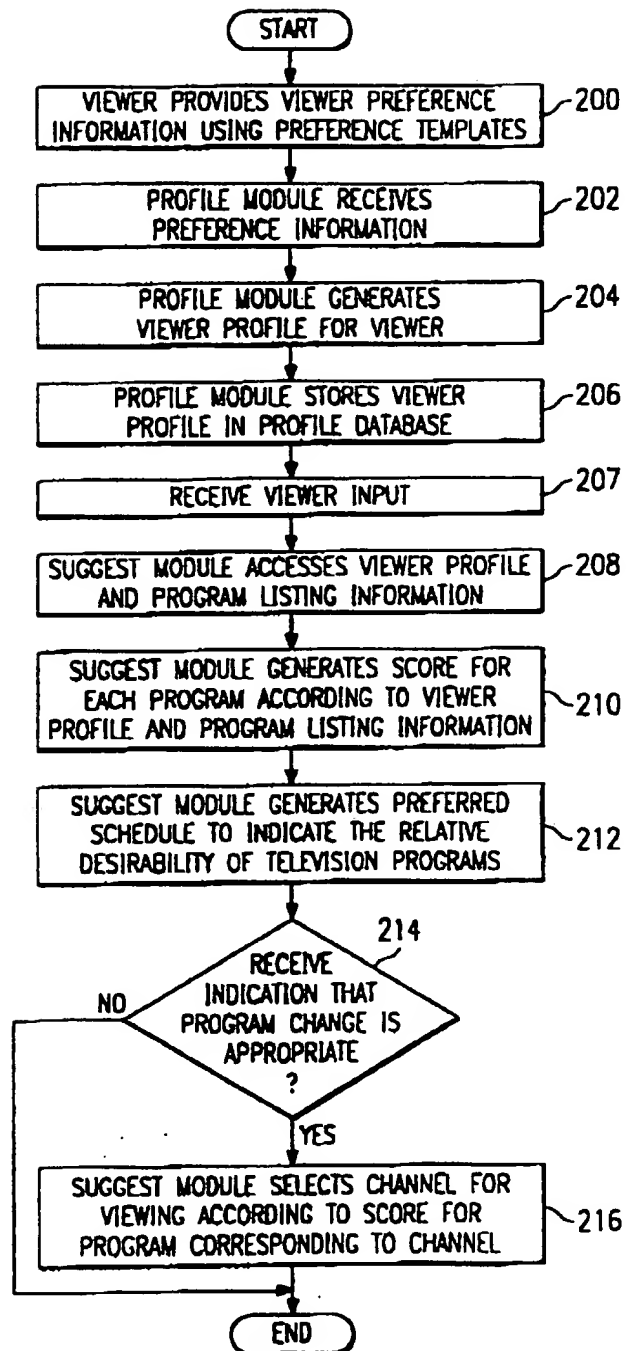 START
VIEWER PROVIDES VIEWER PREFERENCE
INFORMATION USING PREFERENCE TEMPLATES
200
PROFILE MODULE RECEIVES
PREFERENCE INFORMATION
202
PROFILE MODULE GENERATES
VIEWER PROFILE FOR VIEWER
204
PROFILE MODULE STORES VIEWER
PROFILE IN PROFILE DATABASE
206
RECEIVE VIEWER INPUT
207
SUGGEST MODULE ACCESSES VIEWER PROFILE
AND PROGRAM LISTING INFORMATION
208
SUGGEST MODULE GENERATES SCORE FOR
EACH PROGRAM ACCORDING TO VIEWER
PROFILE AND PROGRAM LISTING INFORMATION
210
SUGGEST MODULE GENERATES PREFERRED
SCHEDULE TO INDICATE THE RELATIVE
DESIRABILITY OF TELEVISION PROGRAMS
212
214
RECEIVE
INDICATION THAT
PROGRAM CHANGE IS
APPROPRIATE
?
NO
YES
SUGGEST MODULE SELECTS CHANNEL FOR
VIEWING ACCORDING TO SCORE FOR
PROGRAM CORRESPONDING TO CHANNEL
216
END